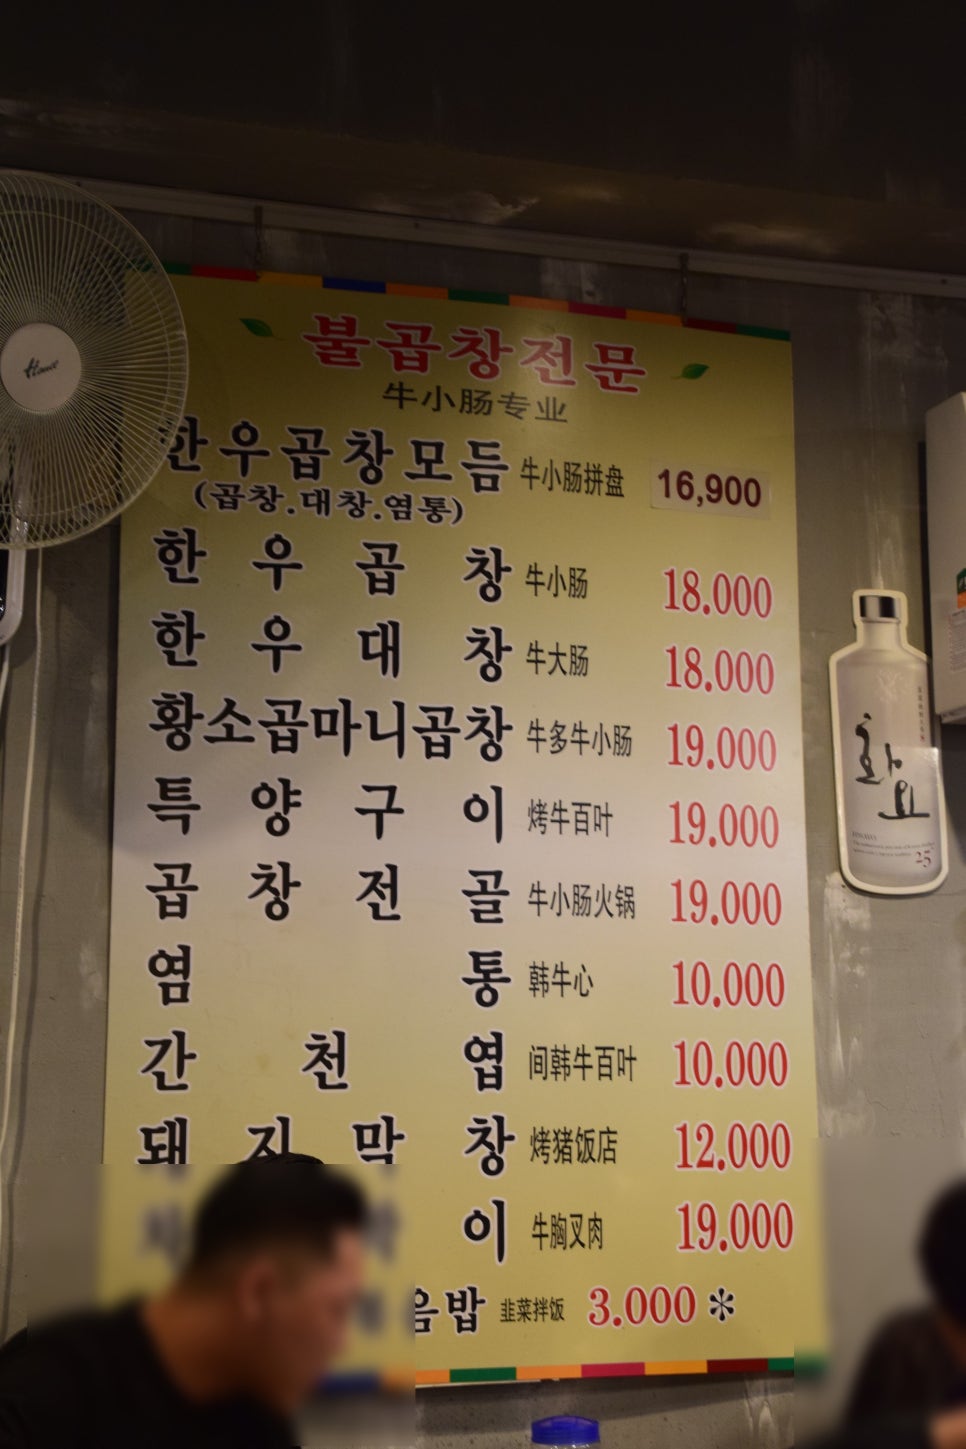 불곱창전문
牛小肠专业
한우곱창모듬 牛小肠拼盘 16,900
(곱창.대창.염통)
한우곱창 牛小肠 18.000
한우대창 牛大肠 18.000
황소곱마니곱창 牛多牛小肠 19.000
특양구이 烤牛百叶 19.000
곱창전골 牛小肠火锅 19.000
염통 韩牛心 10.000
간천엽 间韩牛百叶 10.000
돼지막창 烤猪饭店 12.000
이 牛胸叉肉 19.000
음밥 韭菜拌饭 3.000*
화요
25